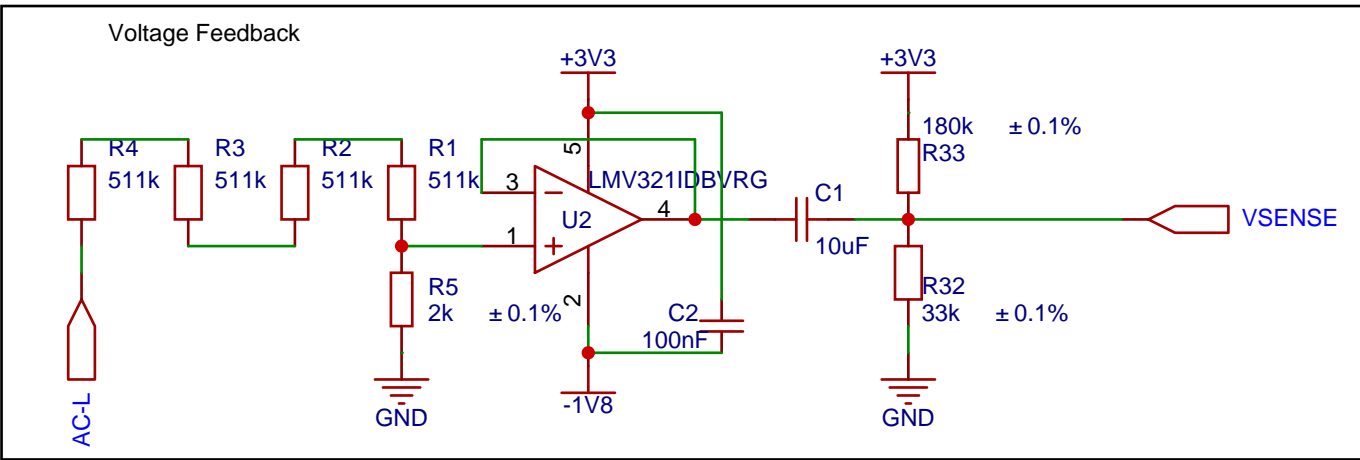 Voltage Feedback
+3V3
+3V3
R4
511k
R3
511k
R2
511k
R1
511k
5
3
LMV321IDBVRG
U2
4
1
2
R5
2k
± 0.1%
C2
100nF
C1
10uF
180k
± 0.1%
R33
R32
33k
± 0.1%
VSENSE
-1V8
GND
GND
AC-L